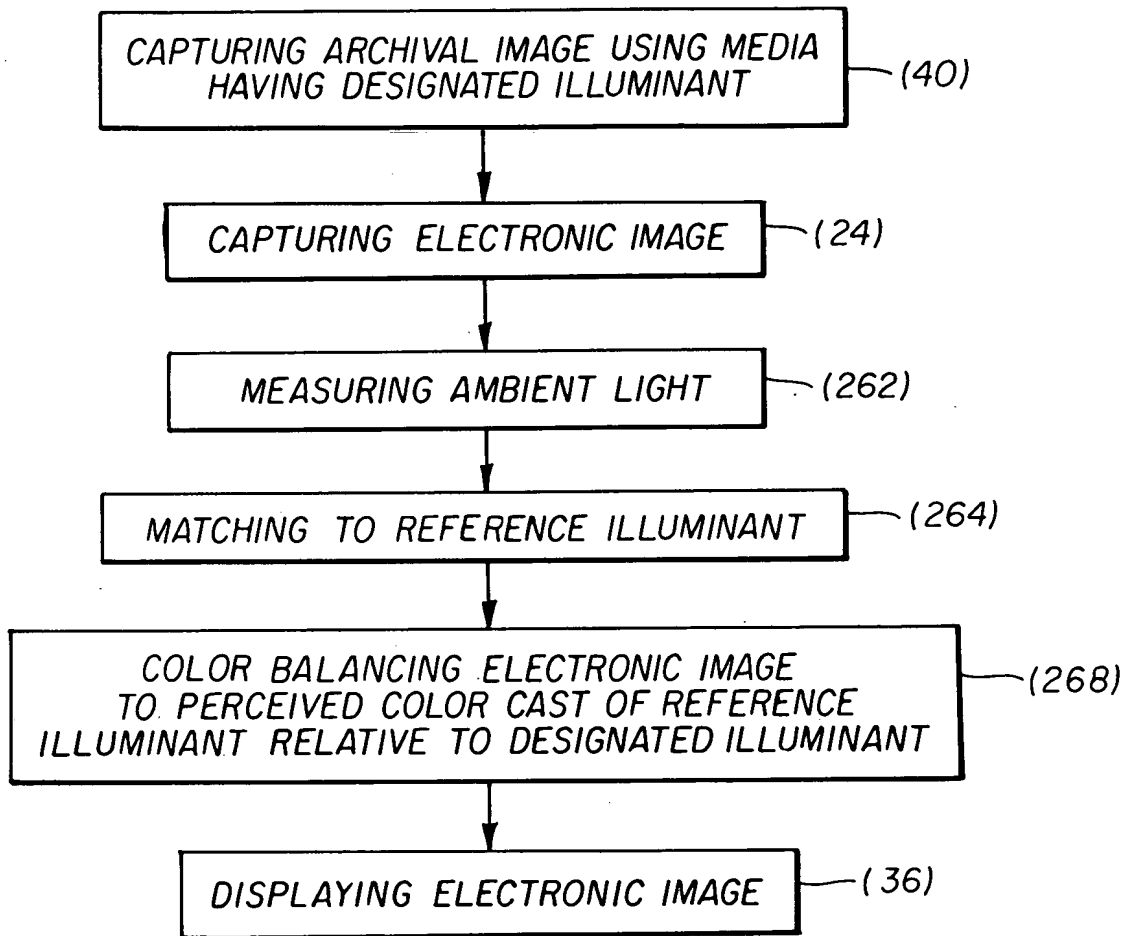 CAPTURING ARCHIVAL IMAGE USING MEDIA
HAVING DESIGNATED ILLUMINANT
(40)
CAPTURING ELECTRONIC IMAGE
(24)
MEASURING AMBIENT LIGHT
(262)
MATCHING TO REFERENCE ILLUMINANT
(264)
COLOR BALANCING ELECTRONIC IMAGE
TO PERCEIVED COLOR CAST OF REFERENCE
ILLUMINANT RELATIVE TO DESIGNATED ILLUMINANT
(268)
DISPLAYING ELECTRONIC IMAGE
(36)